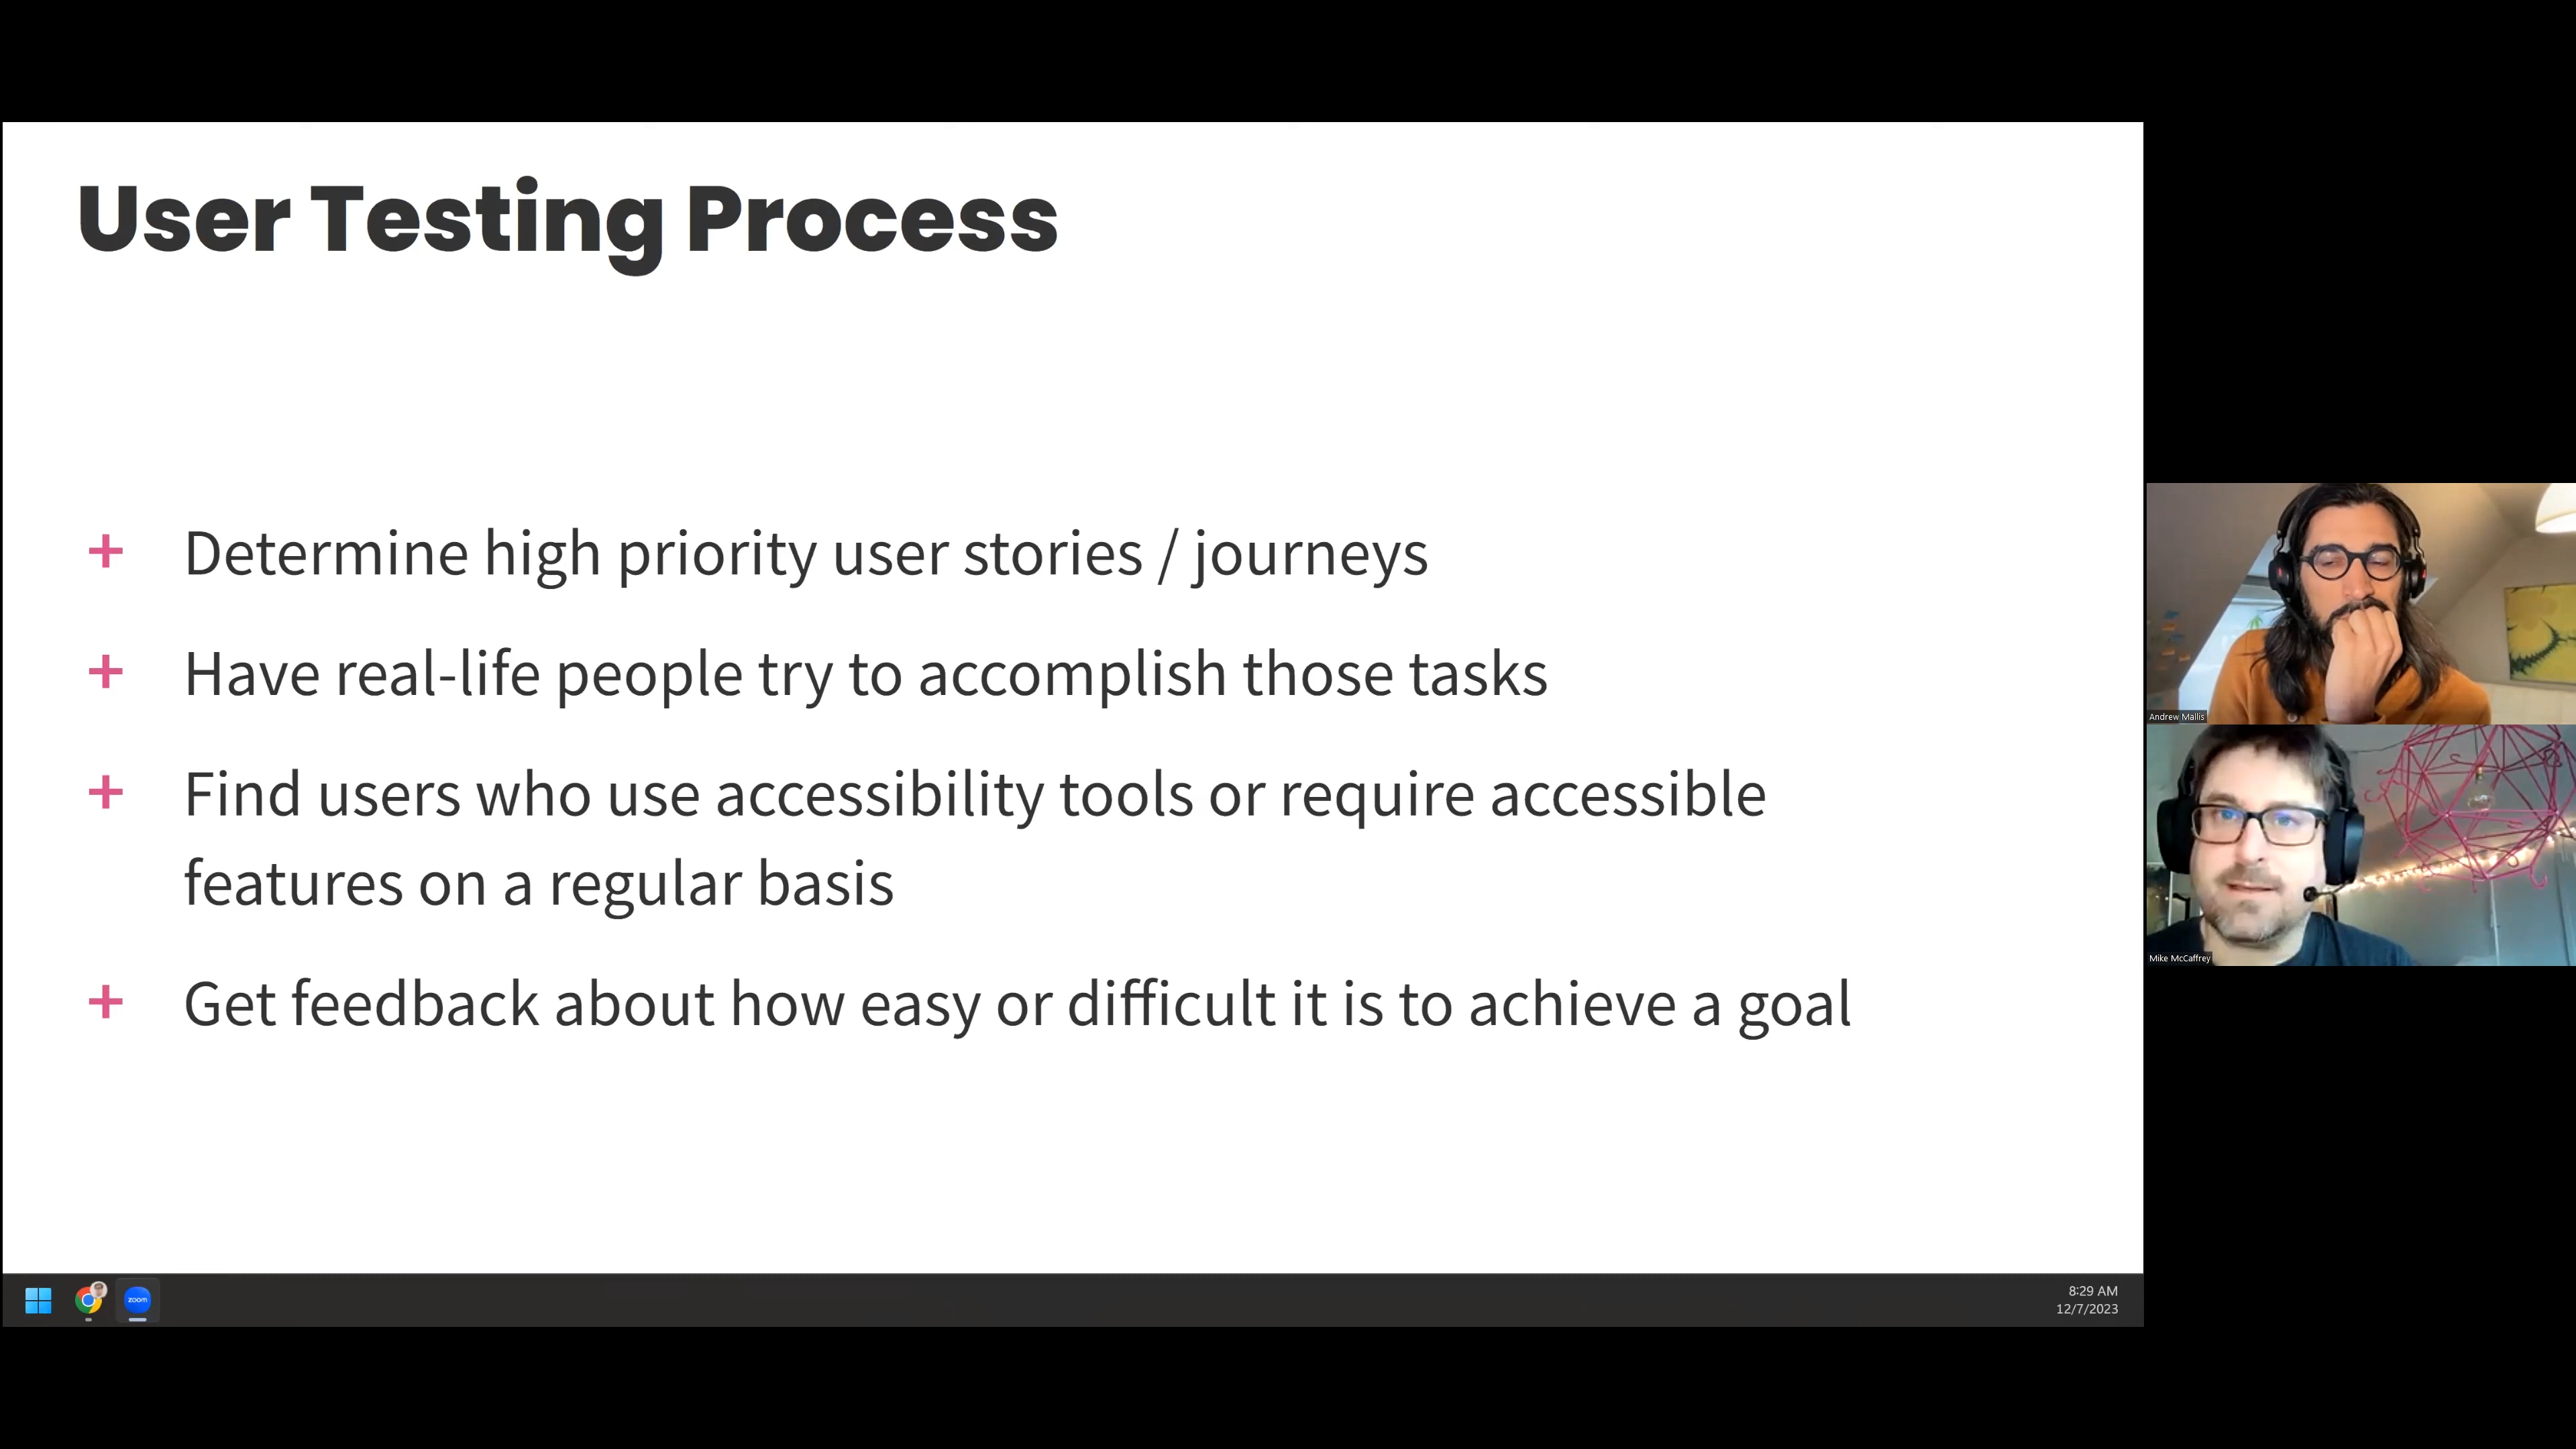 User Testing Process
+ Determine high priority user stories / journeys
+ Have real-life people try to accomplish those tasks
+ Find users who use accessibility tools or require accessible
features on a regular basis
+ Get feedback about how easy or difficult it is to achieve a goal
Andrew Mallis
Mike McCaffrey
zoom
8:29 AM
12/7/2023